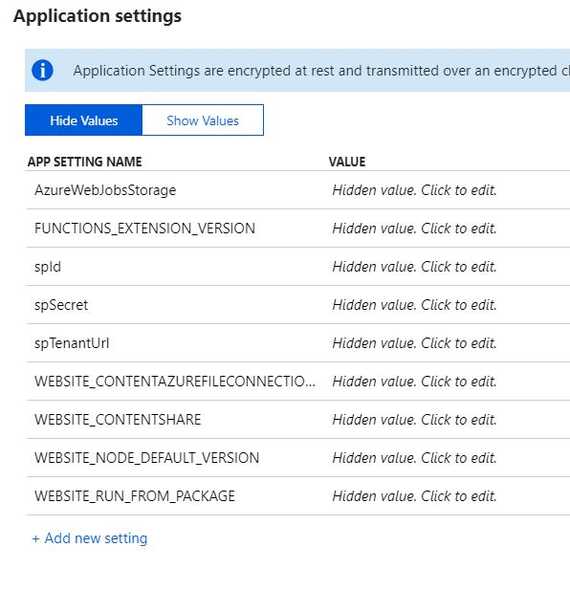 Application settings
Application Settings are encrypted at rest and transmitted over an encrypted
Hide Values Show Values
APP SETTING NAME VALUE
AzureWebJobsStorage Hidden value. Click to edit.
FUNCTIONS_EXTENSION_VERSION Hidden value. Click to edit.
spId Hidden value. Click to edit.
spSecret Hidden value. Click to edit.
spTenantUrl Hidden value. Click to edit.
WEBSITE_CONTENTAZUREFILECONNECTIO... Hidden value. Click to edit.
WEBSITE_CONTENTSHARE Hidden value. Click to edit.
WEBSITE_NODE_DEFAULT_VERSION Hidden value. Click to edit.
WEBSITE_RUN_FROM_PACKAGE Hidden value. Click to edit.
+ Add new setting